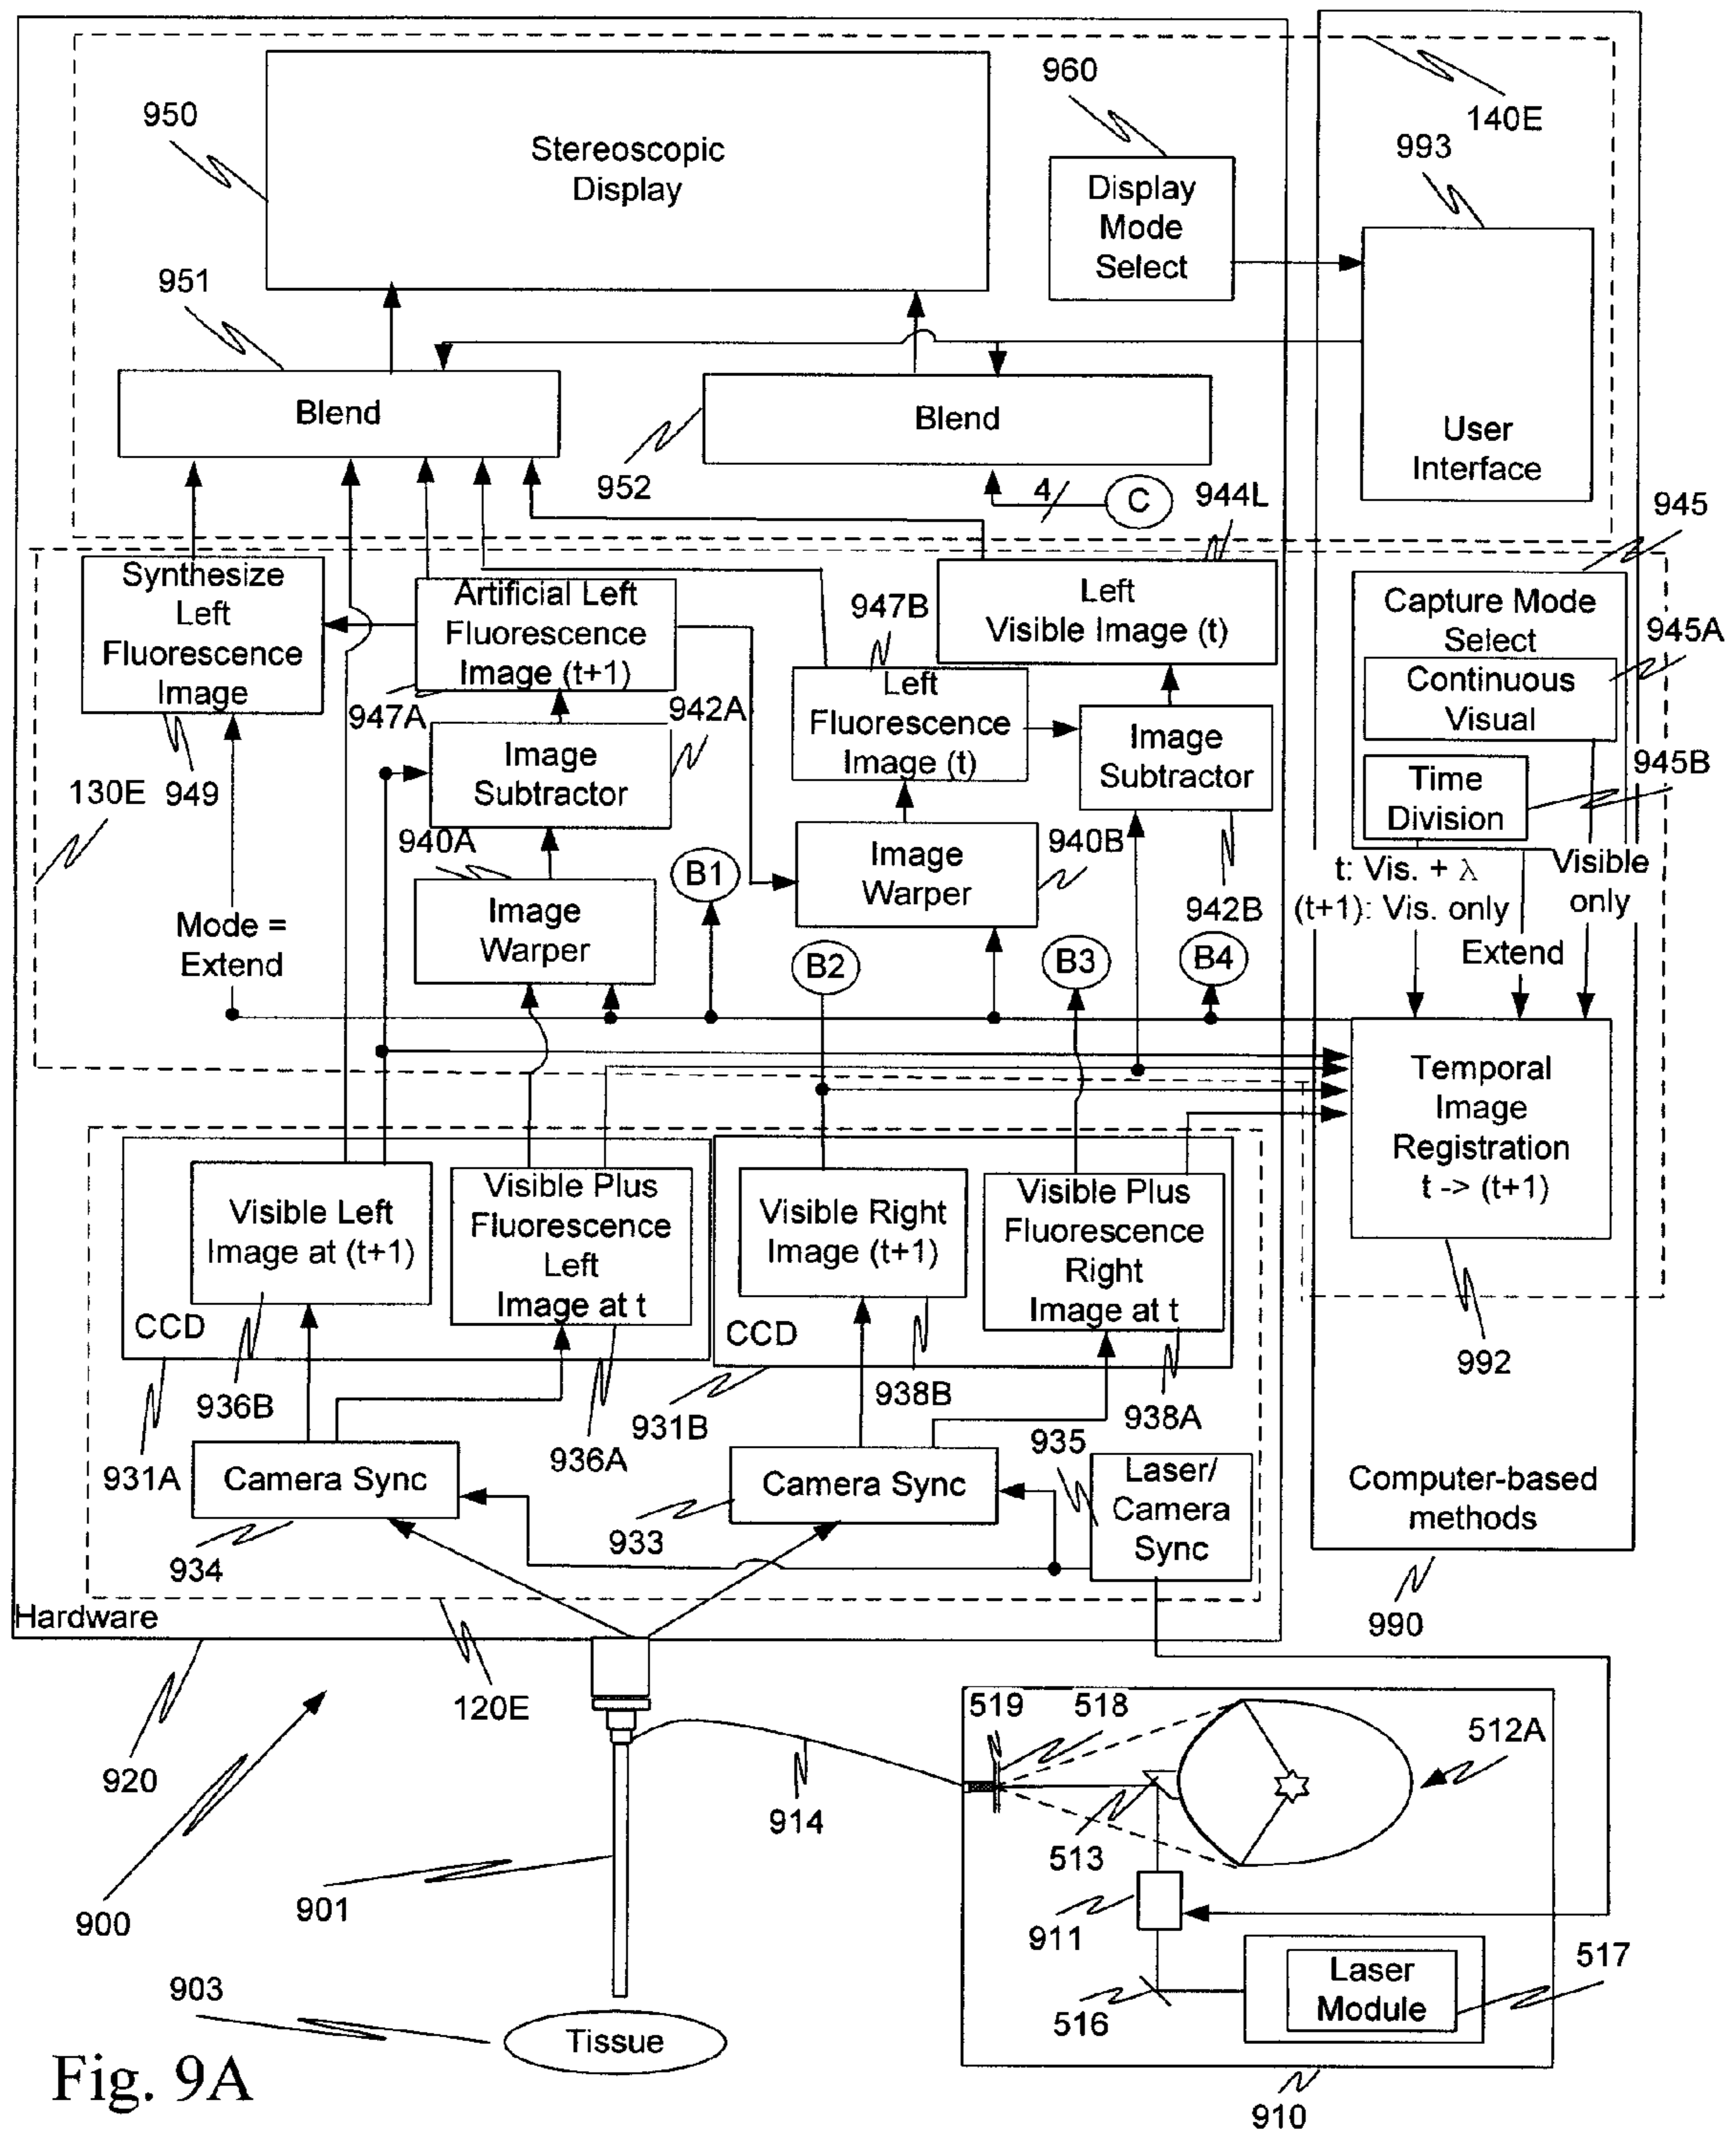 960
140E
950
Stereoscopic
Display
993
Display
Mode
Select
951
Blend
Blend
User
Interface
952
4
C
944L
945
Synthesize
Left
Fluorescence
Image
Artificial Left
Fluorescence
Image (t+1)
947B
Left
Visible Image (t)
Capture Mode
Select
945A
Continuous
Visual
947A
942A
Left
Fluorescence
Image (t)
Image
Subtractor
Image
Subtractor
945B
Time
Division
130E
949
940A
B1
Image
Warper
940B
942B
t: Vis. + λ
(t+1): Vis. only
Visible
only
Extend
Mode =
Extend
Image
Warper
B2
B3
B4
Temporal
Image
Registration
t -> (t+1)
Visible Left
Image at (t+1)
Visible Plus
Fluorescence
Left
Image at t
Visible Right
Image (t+1)
Visible Plus
Fluorescence
Right
Image at t
CCD
CCD
992
936B
931A
936A
931B
938B
938A
935
Camera Sync
Camera Sync
Laser/
Camera
Sync
Computer-based
methods
934
933
990
Hardware
120E
920
519
518
512A
914
513
900
901
911
517
Laser
Module
516
903
Tissue
910
Fig. 9A